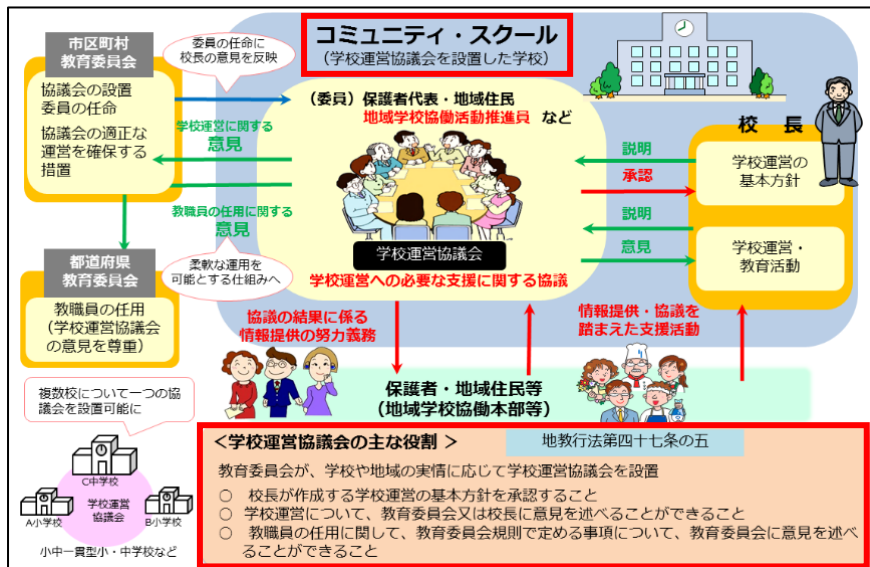 コミュニティ・スクール
(学校運営協議会を設置した学校)
市区町村
教育委員会
協議会の設置
委員の任命
協議会の適正な
運営を確保する
措置
委員の任命に
校長の意見を反映
(委員)保護者代表・地域住民
地域学校協働活動推進員 など
学校運営に関する
意見
教職員の任用に関する
意見
柔軟な運用を
可能とする仕組みへ
学校運営協議会
学校運営への必要な支援に関する協議
校 長
学校運営の
基本方針
学校運営・
教育活動
説明
承認
説明
意見
都道府県
教育委員会
教職員の任用
(学校運営協議会
の意見を尊重)
協議の結果に係る
情報提供の努力義務
情報提供・協議を
踏まえた支援活動
保護者・地域住民等
(地域学校協働本部等)
複数校について一つの協
議会を設置可能に
C中学校
学校運営
協議会
A小学校
B小学校
小中一貫型小・中学校など
<学校運営協議会の主な役割 >
地教行法第四十七条の五
教育委員会が、学校や地域の実情に応じて学校運営協議会を設置
○ 校長が作成する学校運営の基本方針を承認すること
○ 学校運営について、教育委員会又は校長に意見を述べることができること
○ 教職員の任用に関して、教育委員会規則で定める事項について、教育委員会に意見を述べ
ることができること